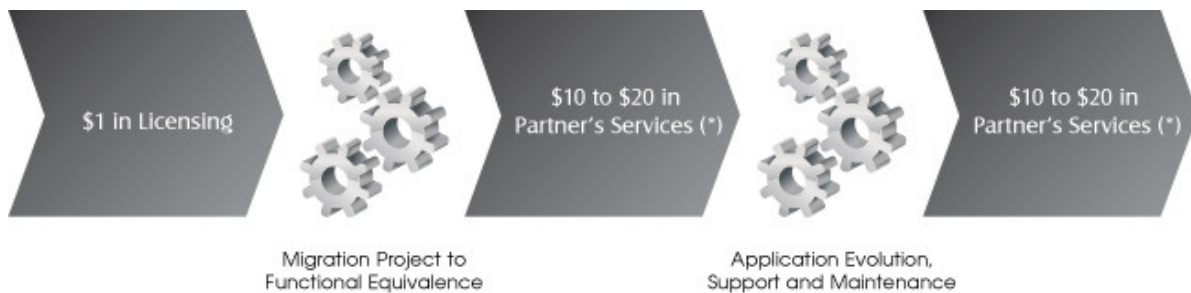 $1 in Licensing
Migration Project to
Functional Equivalence
$10 to $20 in
Partner's Services (*)
Application Evolution,
Support and Maintenance
$10 to $20 in
Partner's Services (*)